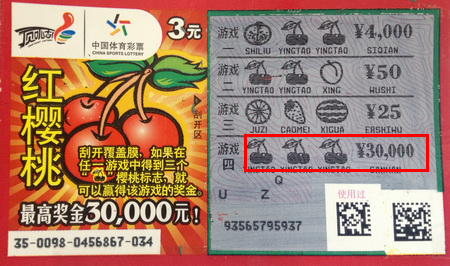 顶呱刮
中国体育彩票
CHINA SPORTS LOTTERY
3元
红樱桃
刮开区
刮开覆盖膜,如果在
任意游戏中得到三个
“ ”樱桃标志,就
可以赢得该游戏的奖金。
最高奖金30,000元!
35-0098-0456867-034
游戏一
¥4,000
SHILIU YINGTAO YINGTAO SIQIAN
游戏二
¥50
YINGTAO YINGTAO XING WUSHI
游戏三
¥25
JUZI CAOMEI XIGUA ERSHIWU
游戏四
¥30,000
YINGTAO YINGTAO YINGTAO SANWAN
Q
U Z
使用过
93565795937